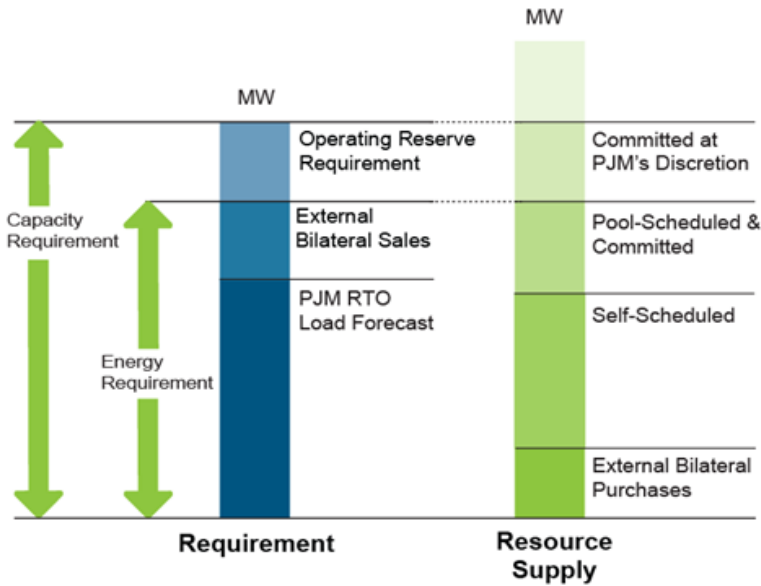 MW
MW
Operating Reserve
Requirement
Committed at
PJM's Discretion
Capacity
Requirement
External
Bilateral Sales
Pool-Scheduled &
Committed
PJM RTO
Load Forecast
Self-Scheduled
Energy
Requirement
External Bilateral
Purchases
Requirement
Resource
Supply